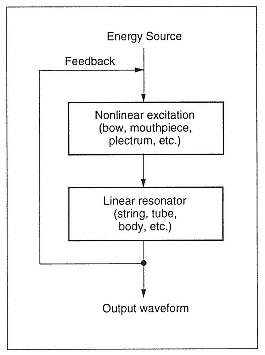 Energy Source
Feedback
Nonlinear excitation
(bow, mouthpiece,
plectrum, etc.)
Linear resonator
(string, tube,
body, etc.)
Output waveform